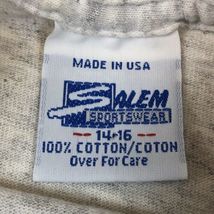 MADE IN USA
SALEM
SPORTSWEAR
14-16
100% COTTON/COTON
Over For Care